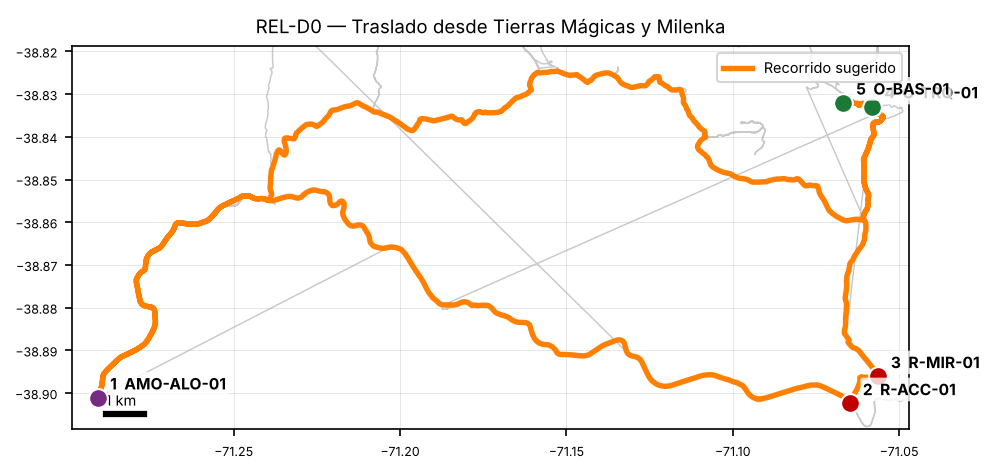 REL-D0 — Traslado desde Tierras Mágicas y Milenka
Recorrido sugerido
−38.82
−38.83
−38.84
−38.85
−38.86
−38.87
−38.88
−38.89
−38.90
5 O-BAS-01
-01
3 R-MIR-01
2 R-ACC-01
1 AMO-ALO-01
1 km
−71.25
−71.20
−71.15
−71.10
−71.05